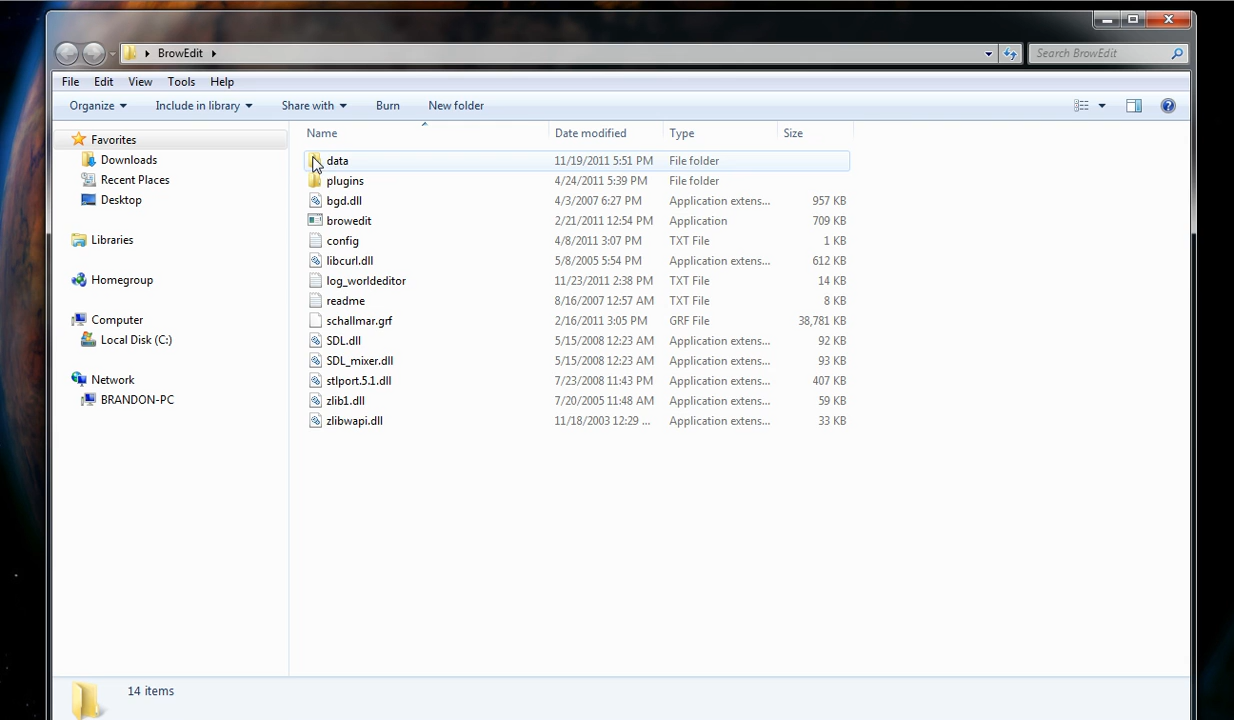 BrowEdit
Search BrowEdit
File Edit View Tools Help
Organize Include in library Share with Burn New folder
Favorites
Downloads
Recent Places
Desktop
Libraries
Homegroup
Computer
Local Disk (C:)
Network
BRANDON-PC
Name Date modified Type Size
data 11/19/2011 5:51 PM File folder
plugins 4/24/2011 5:39 PM File folder
bgd.dll 4/3/2007 6:27 PM Application extens... 957 KB
browedit 2/21/2011 12:54 PM Application 709 KB
config 4/8/2011 3:07 PM TXT File 1 KB
libcurl.dll 5/8/2005 5:54 PM Application extens... 612 KB
log_worldeditor 11/23/2011 2:38 PM TXT File 14 KB
readme 8/16/2007 12:57 AM TXT File 8 KB
schallmar.grf 2/16/2011 3:05 PM GRF File 38,781 KB
SDL.dll 5/15/2008 12:23 AM Application extens... 92 KB
SDL_mixer.dll 5/15/2008 12:23 AM Application extens... 93 KB
stlport.5.1.dll 7/23/2008 11:43 PM Application extens... 407 KB
zlib1.dll 7/20/2005 11:48 AM Application extens... 59 KB
zlibwapi.dll 11/18/2003 12:29 ... Application extens... 33 KB
14 items